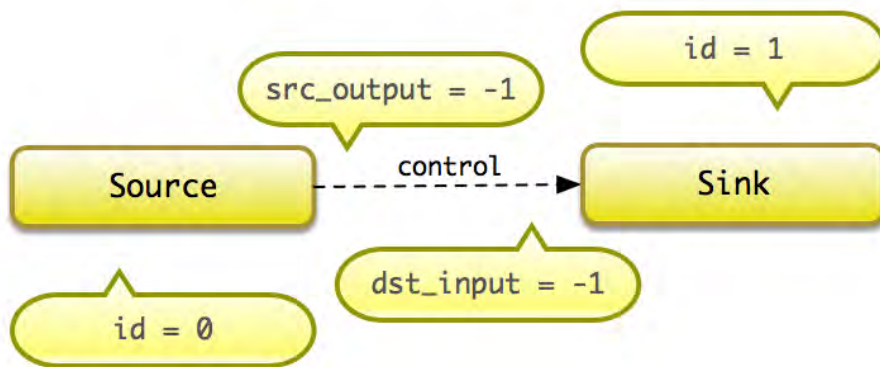 id = 1
src_output = -1
control
Source
Sink
dst_input = -1
id = 0